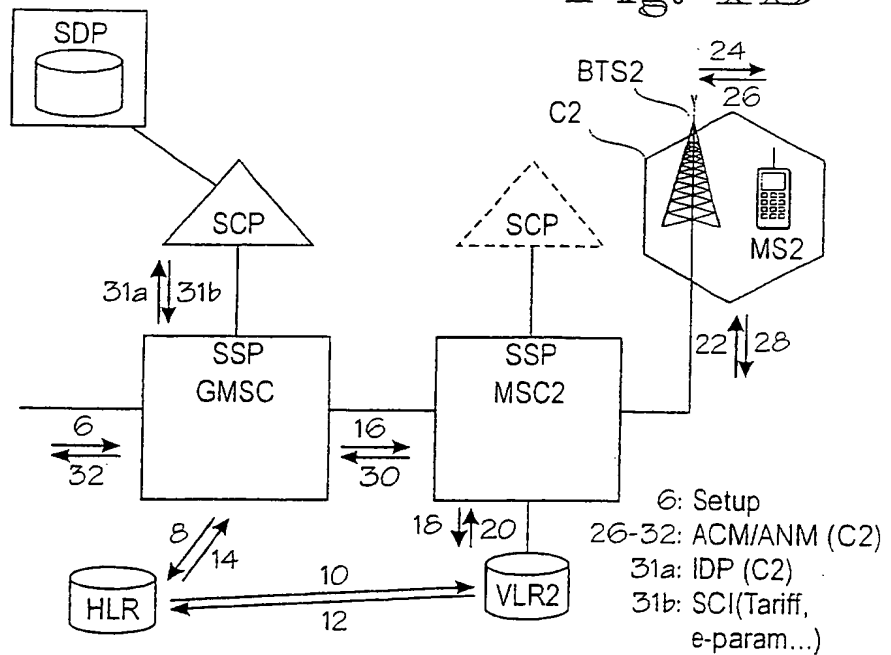 SDP
BTS2
24
26
C2
SCP
SCP
MS2
31a
31b
SSP
GMSC
SSP
MSC2
22
28
6
32
16
30
8
14
18
20
10
12
HLR
VLR2
6: Setup
26-32: ACM/ANM (C2)
31a: IDP (C2)
31b: SCI(Tariff,
e-param...)